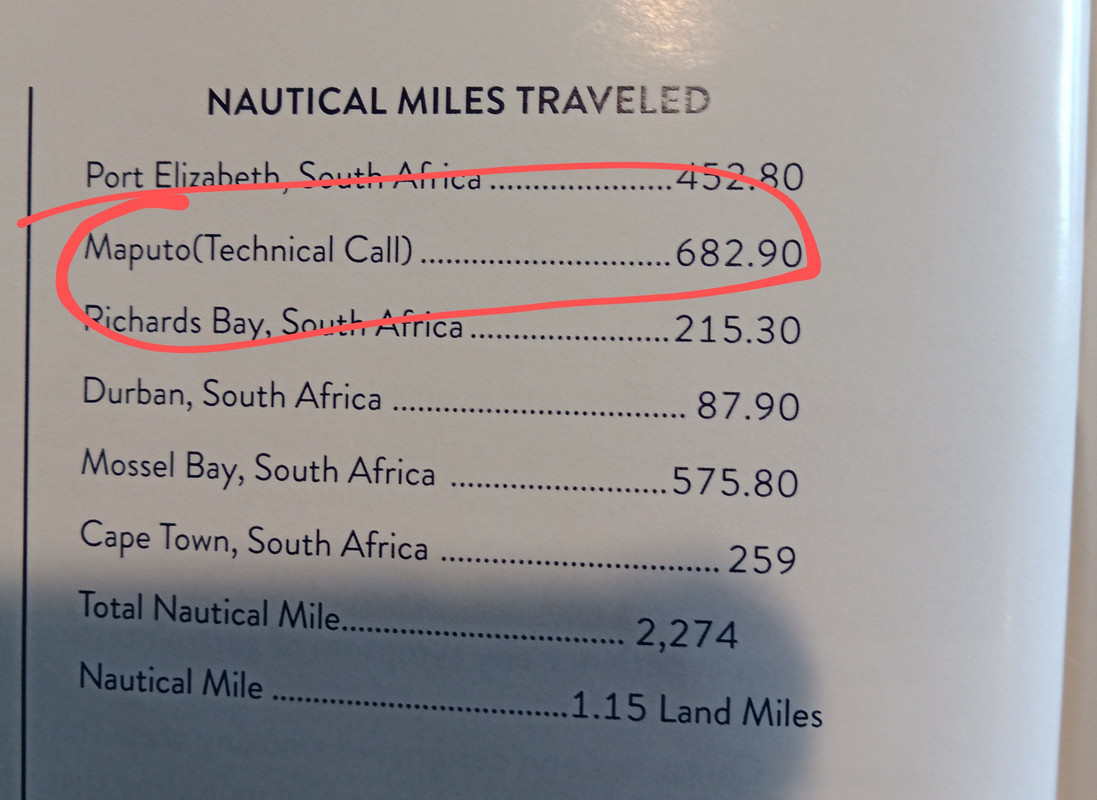 NAUTICAL MILES TRAVELED
Port Elizabeth, South Africa ........................452.80
Maputo(Technical Call) .................................682.90
Richards Bay, South Africa ..........................215.30
Durban, South Africa ...................................... 87.90
Mossel Bay, South Africa ............................575.80
Cape Town, South Africa ................................... 259
Total Nautical Mile....................................... 2,274
Nautical Mile .........................................1.15 Land Miles